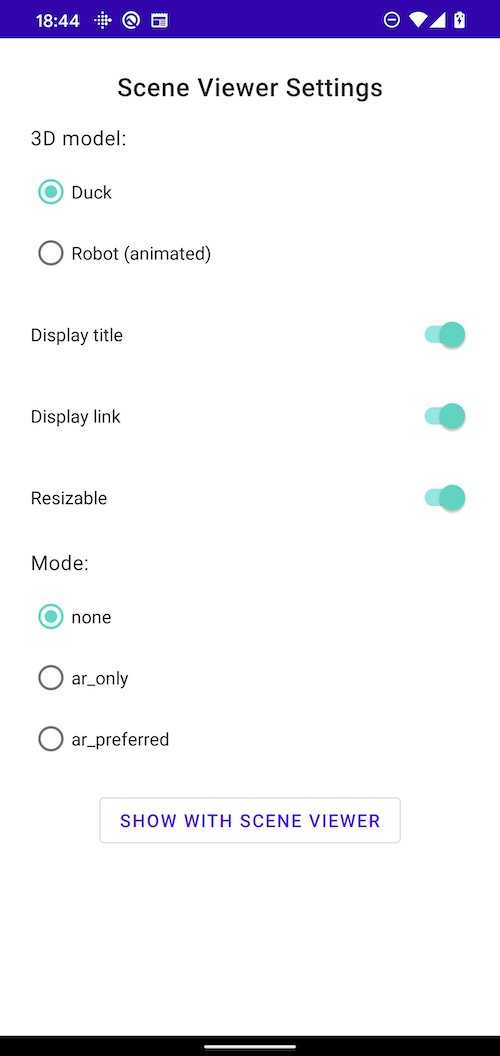 18:44
Scene Viewer Settings
3D model:
Duck
Robot (animated)
Display title
Display link
Resizable
Mode:
none
ar_only
ar_preferred
SHOW WITH SCENE VIEWER